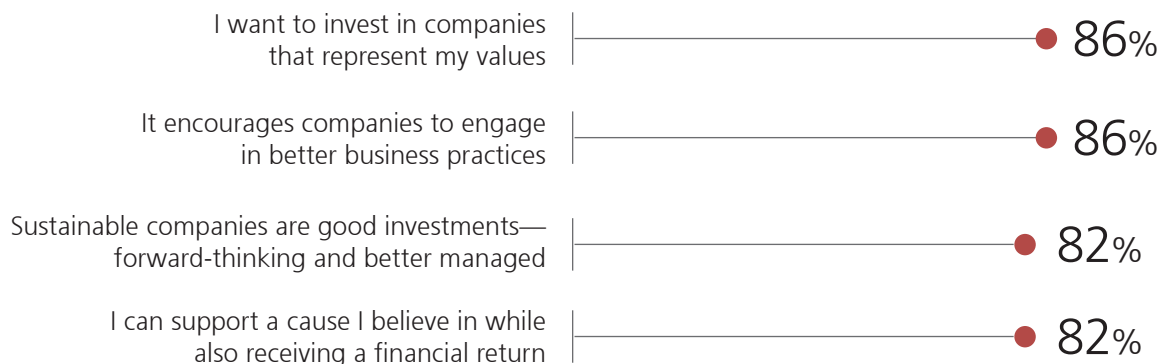 I want to invest in companies
that represent my values
86%
It encourages companies to engage
in better business practices
86%
Sustainable companies are good investments—
forward-thinking and better managed
82%
I can support a cause I believe in while
also receiving a financial return
82%